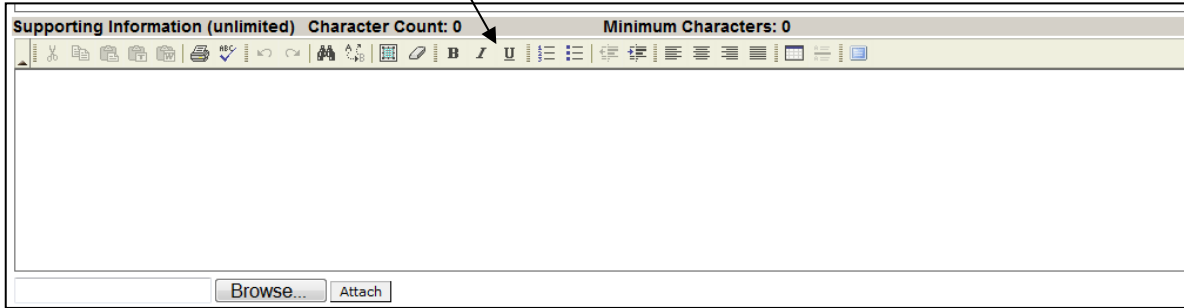 Supporting Information (unlimited) Character Count: 0 Minimum Characters: 0
B I U
Browse... Attach